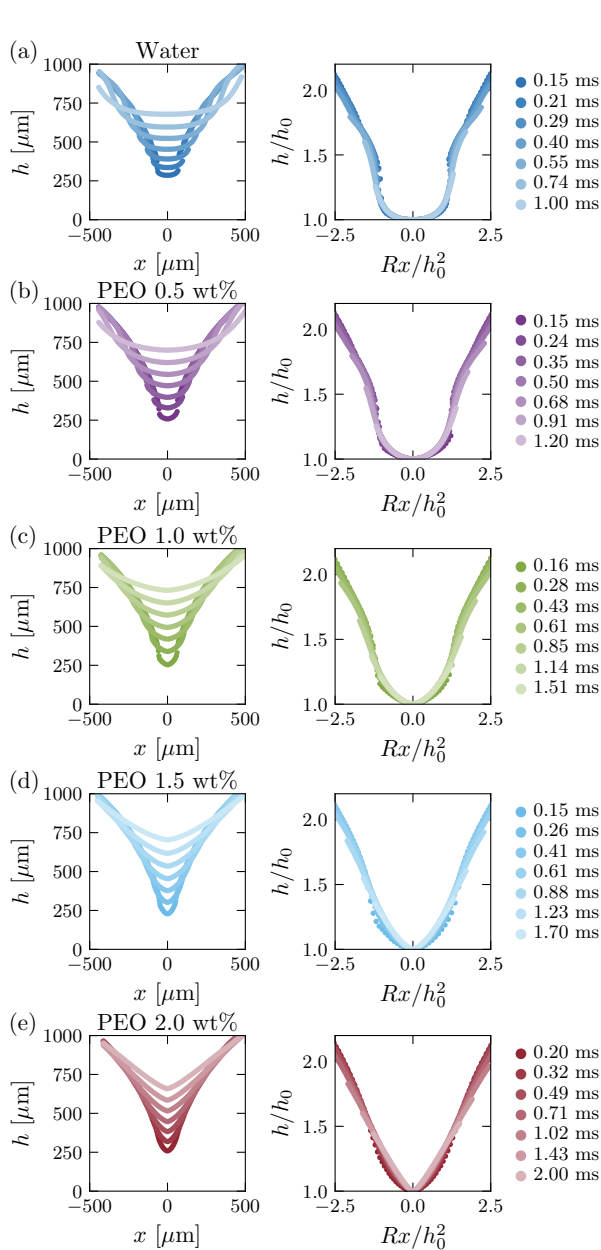 (a) Water
1000
750
500
250
0
−500 0 500
h [μm]
x [μm]
2.0
1.5
1.0
−2.5 0.0 2.5
h/h₀
Rx/h₀²
0.15 ms
0.21 ms
0.29 ms
0.40 ms
0.55 ms
0.74 ms
1.00 ms
(b) PEO 0.5 wt%
1000
750
500
250
0
−500 0 500
h [μm]
x [μm]
2.0
1.5
1.0
−2.5 0.0 2.5
h/h₀
Rx/h₀²
0.15 ms
0.24 ms
0.35 ms
0.50 ms
0.68 ms
0.91 ms
1.20 ms
(c) PEO 1.0 wt%
1000
750
500
250
0
−500 0 500
h [μm]
x [μm]
2.0
1.5
1.0
−2.5 0.0 2.5
h/h₀
Rx/h₀²
0.16 ms
0.28 ms
0.43 ms
0.61 ms
0.85 ms
1.14 ms
1.51 ms
(d) PEO 1.5 wt%
1000
750
500
250
0
−500 0 500
h [μm]
x [μm]
2.0
1.5
1.0
−2.5 0.0 2.5
h/h₀
Rx/h₀²
0.15 ms
0.26 ms
0.41 ms
0.61 ms
0.88 ms
1.23 ms
1.70 ms
(e) PEO 2.0 wt%
1000
750
500
250
0
−500 0 500
h [μm]
x [μm]
2.0
1.5
1.0
−2.5 0.0 2.5
h/h₀
Rx/h₀²
0.20 ms
0.32 ms
0.49 ms
0.71 ms
1.02 ms
1.43 ms
2.00 ms